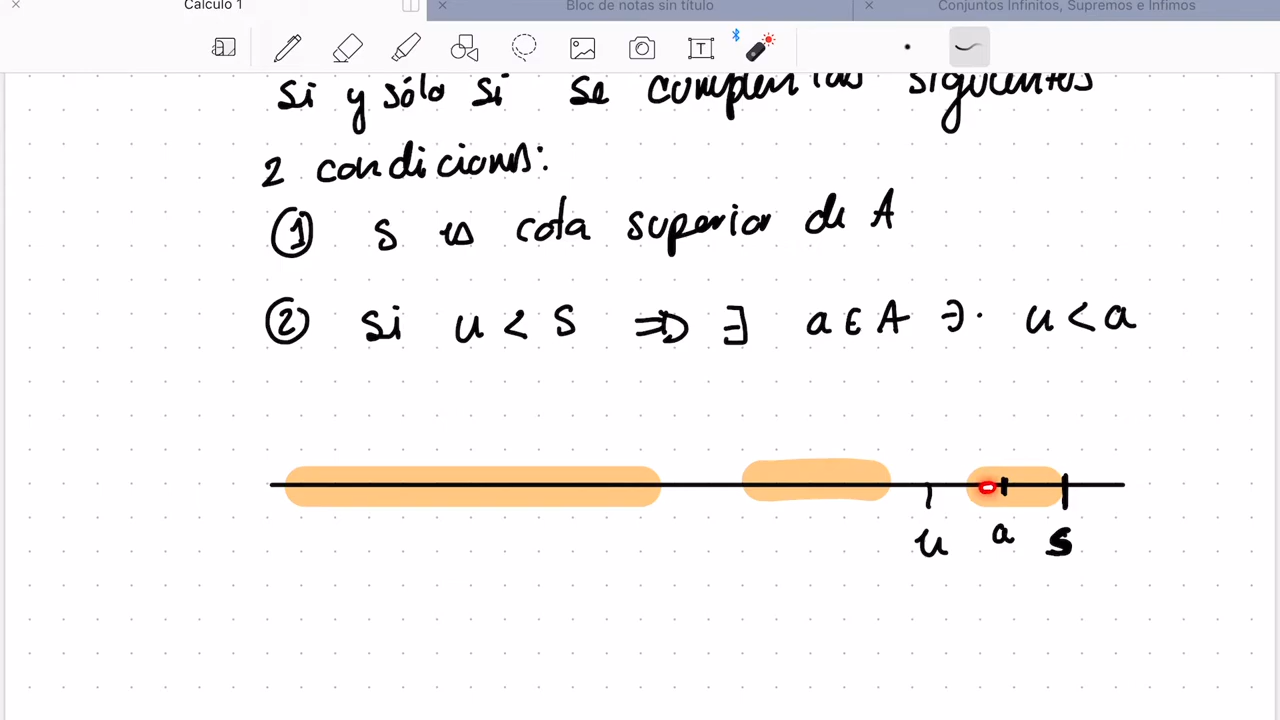 Calculo 1 Bloc de notas sin título Conjuntos Infinitos, Supremos e Infimos
T
si y sólo si se cumplen las siguientes
2 condiciones:
① s es cota superior de A
② si u < s ⇒ ∃ a ∈ A ∋· u < a
u a s